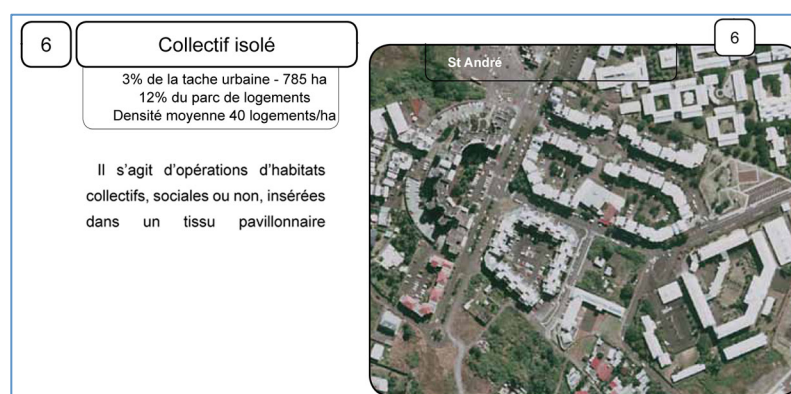 6
Collectif isolé
3% de la tache urbaine - 785 ha
12% du parc de logements
Densité moyenne 40 logements/ha
Il s'agit d'opérations d'habitats
collectifs, sociales ou non, insérées
dans un tissu pavillonnaire
6
St André